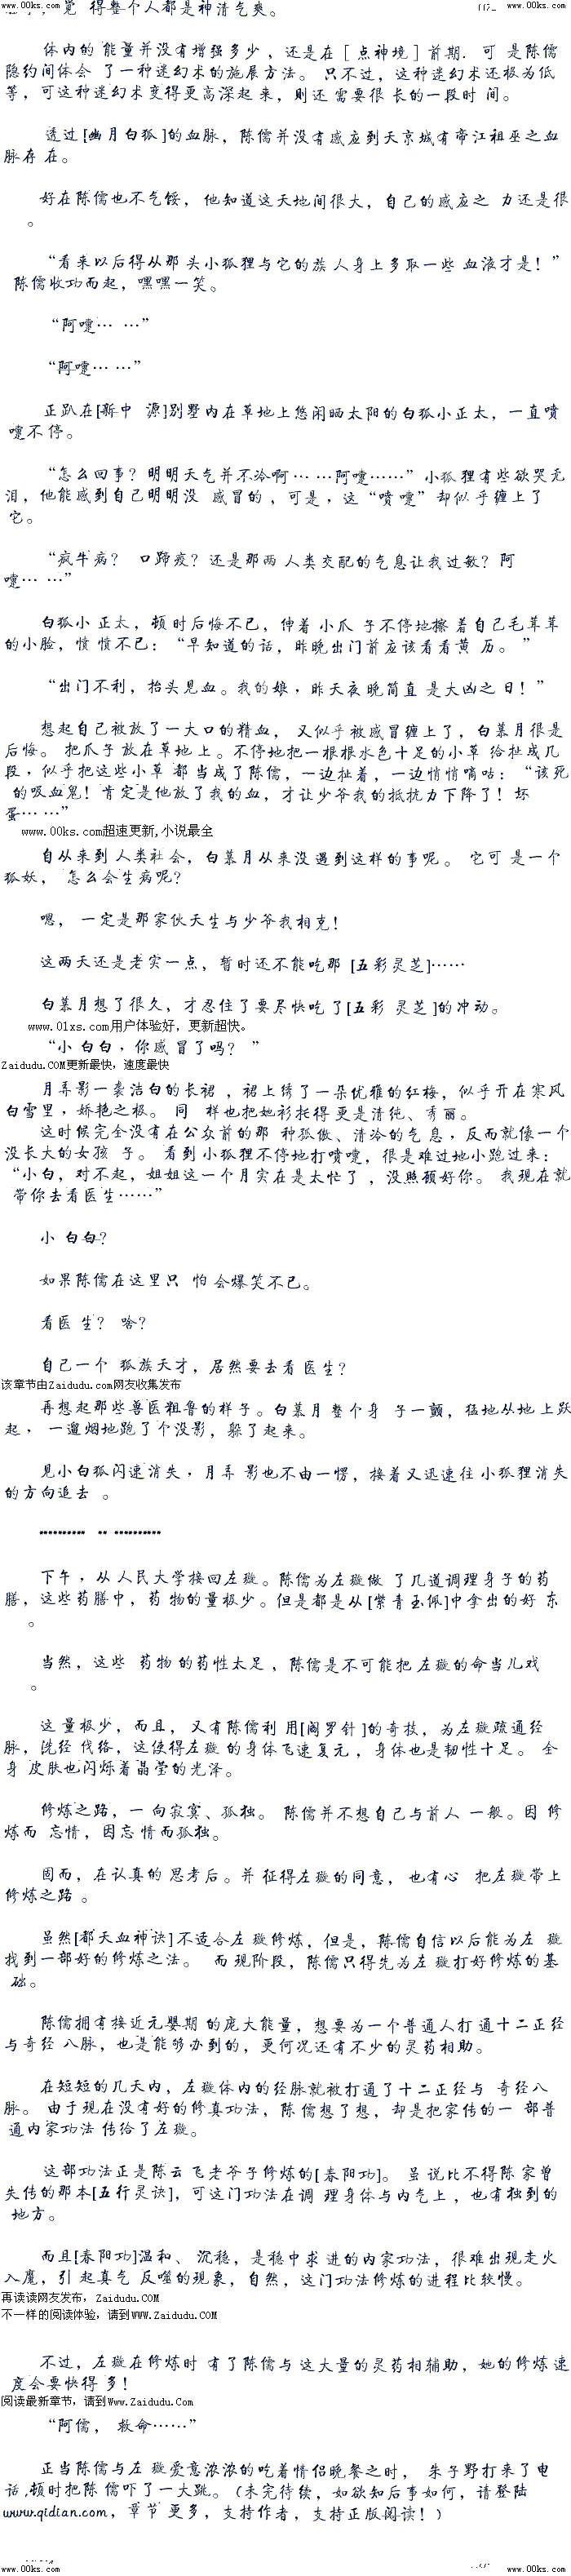 www.00ks.com www.00ks.com
觉 得整个人都是神清气爽。
体内的 能量并没有增强多少，还是在［点神境］前期．可 是陈儒
隐约间体会 了一种迷幻术的施展方法。 只不过，这种迷幻术还极为低
等，可这种迷幻术变得更高深起 来，则还 需要很 长的一段时 间。
透过 [幽月白狐 ]的血脉，陈儒并没有感应到天京城有帝江祖巫之血
脉存 在。
好在陈儒也不气馁， 他知道这天地间很大，自己的感应之 力还是很
。
“看来以后得从那 头小狐狸与它的族 人身上多取一些 血液才是！”
陈儒收功而起，嘿嘿一笑。
“阿嚏… …”
“阿嚏… …”
正趴在[新中 源]别墅内在草地上悠闲晒太阳的白狐小正太，一直喷
嚏不停。
“怎么回事？明明天气并不冷啊… …阿嚏……”小狐狸有些欲哭无
泪，他能感到自己明明没 感冒的，可是，这“喷嚏”却似乎缠上了
它。
“疯牛病？ 口蹄疫？还是那两 人类交配的气息让我过敏？阿
嚏… …”
白狐小 正太，顿 时后悔不已，伸着 小爪 子不停地擦 着自己毛茸茸
的小脸，愤 愤不已：“早知道的话，昨晚出门前应该看看黄 历。 ”
“出门不利，抬头见血。我的娘，昨天夜 晚简直 是大凶之 日！”
想起自己被放了一大口的精血， 又似乎被感冒缠上了，白慕月很是
后悔。 把爪子 放在草地 上。不停地把一根根水色十足的小草 给扯成几
段，似乎把这些小草 都 当成了陈儒，一边扯着，一边悄悄嘀咕：“该死
的吸血鬼！肯定是他放了我的血，才让少爷我的抵抗力下降了！坏
蛋… …”
www.00ks.com超速更新,小说最全
自从来到 人类社会，白慕月从来没 遇到这样的事呢。 它可 是一个
狐妖， 怎么会生病呢？
嗯， 一定是那家伙天生与少爷我相克！
这两天还是老实一点，暂时还不能吃那 [五彩灵芝]……
白慕月想了很久，才忍住了要尽快吃 了[五彩 灵芝 ]的冲动。
www.01xs.com用户体验好，更新超快。
“小 白白，你感 冒了吗？ ”
Zaidudu.COM更新最快，速度最快
月弄影一袭洁白的长裙 ，裙上绣了一朵优雅的红梅，似乎开在寒风
白雪里，娇艳之极。 同 样也把她衫托得 更是清纯、秀丽。
这时候完全没有在公众前的那 种孤傲、清冷的气 息，反而就像一个
没长大的女孩 子。 看到 小狐狸不停地打喷嚏，很是难过地小跑过来：
“小白，对不起，姐姐这一个月实在是太忙了 ，没照顾好你。 我现在就
带你去看医生……”
小 白白？
如果陈儒在这里只 怕 会爆笑不已。
看医 生？ 啥？
自己一个 狐族天才，居然要去看 医生？
该章节由Zaidudu.com网友收集发布
再想起那些兽医粗鲁的样子。白慕月 整个身 子一颤，猛地从地 上跃
起， 一遛烟地跑了个没影，躲了起来。
见小白狐闪速消失，月弄 影也不由一愣，接着又迅速往 小狐狸消失
的方向追去 。
********** ** **********
下午，从 人民大学接回左璇。陈儒为左璇做 了几道调理身子的药
膳，这些药膳中，药 物的量极少。但是都是从[紫青玉佩]中拿出的好 东
。
当然，这些 药物 的药性太足 ，陈儒是不可能把 左璇的命当儿戏
。
这 量极少，而且，又有陈儒利 用[阎罗针 ]的奇技，为左璇疏通经
脉，洗经 伐络，这使得左璇 的身体飞速复元 ，身体也是韧性十足。 全
身 皮肤也闪烁着 晶莹的光泽。
修炼之路，一 向寂寞、孤独。 陈儒并不想自己与前人 一般。因 修
炼而 忘情，因忘 情而孤独。
固而，在认真的 思考后。并 征得左璇的同意， 也有心 把左璇带上
修炼之路 。
虽然[都天血神诀]不适合左 璇修炼，但是，陈儒自信以后能为左 璇
找到一部好的修炼之法。 而 现阶段，陈儒只得先为左 璇打好修炼的基
础。
陈儒拥有接近元婴期 的庞大能量，想要为一个普通人打 通十二正经
与奇经 八脉，也是能够办到的，更何况还有不少的灵药相助。
在短短的几天内，左璇体内的经脉就被打通了十二正经与 奇经八
脉。 由于现在没有好的修真功法，陈 儒想了想，却是把家传的一 部普
通内家功法 传给了左璇。
这部功法正是陈云 飞老爷子修炼的[春阳功]。 虽 说比不得陈 家曾
失传的那本[五行灵诀]，可这门功法在调 理身体与内气上 ，也有独到的
地方。
而且[春阳功]温和、 沉稳，是稳中求 进的内家功法，很难出现走火
入魔，引 起真气 反噬的现象，自然，这门功法修炼的进程比较慢。
再读读网友发布，Zaidudu.COM
不一样的阅读体验，请到WWW.Zaidudu.COM
不过，左璇在修炼时 有了陈儒与 这大量的灵药相辅助，她的修炼速
度会要快得 多！
阅读最新章节，请到Www.Zaidudu.Com
“阿儒， 救命……”
正当陈儒与左 璇爱意浓浓的吃着情侣晚餐之时， 朱子野打来了电
话,顿时把陈 儒吓了一大跳。（未完待续，如欲知后事如何，请登陆
www.qidian.com，章节 更多，支持作者，支持正版 阅读！）
www.00ks.com www.00ks.com